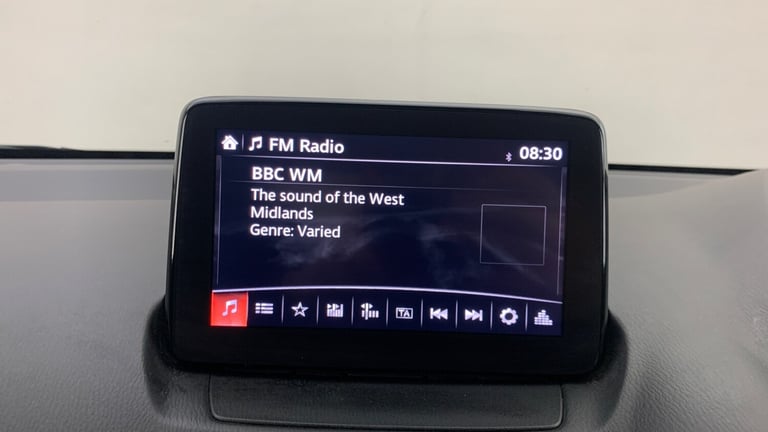 FM Radio
08:30
BBC WM
The sound of the West
Midlands
Genre: Varied
TA